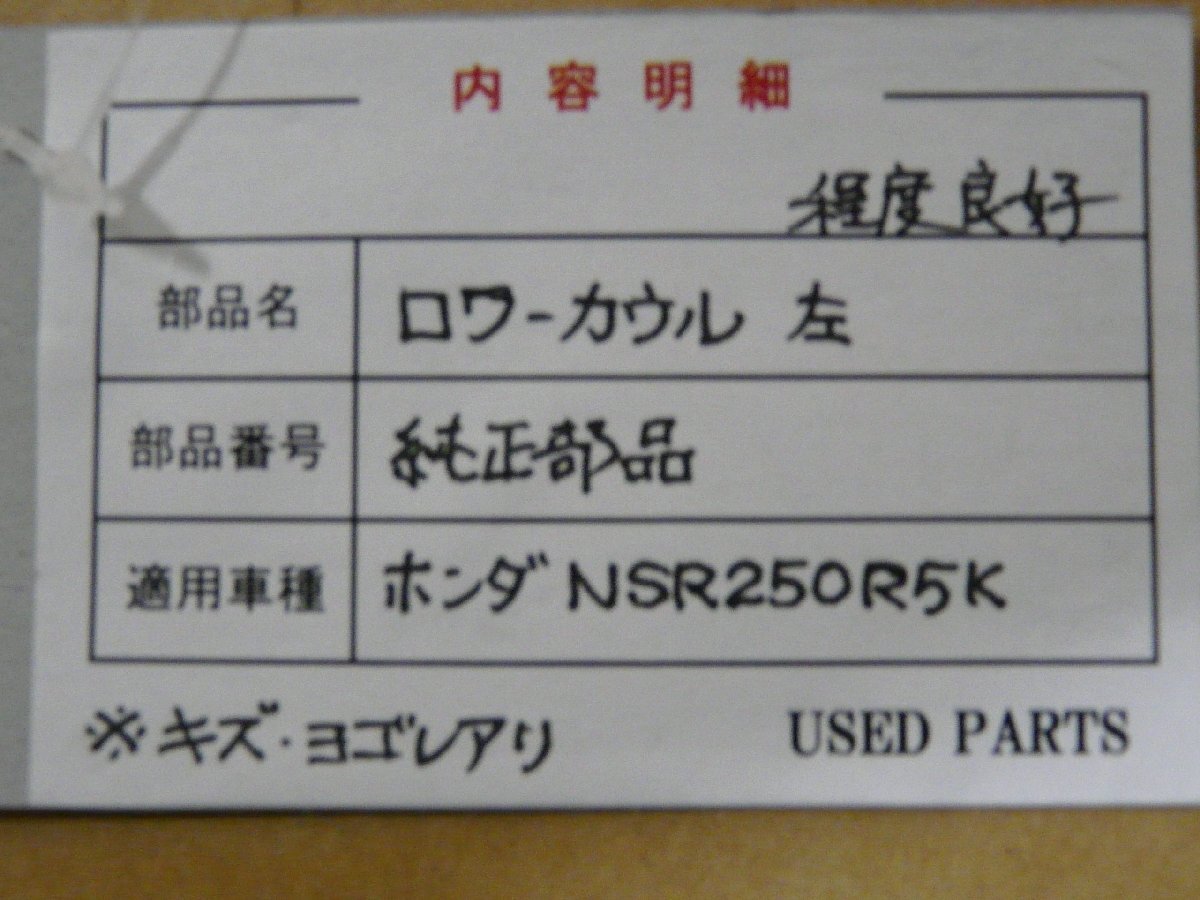 内容明細
程度良好
部品名 ロワーカウル 左
部品番号 純正部品
適用車種 ホンダ NSR250R5K
※キズ・ヨゴレアリ USED PARTS